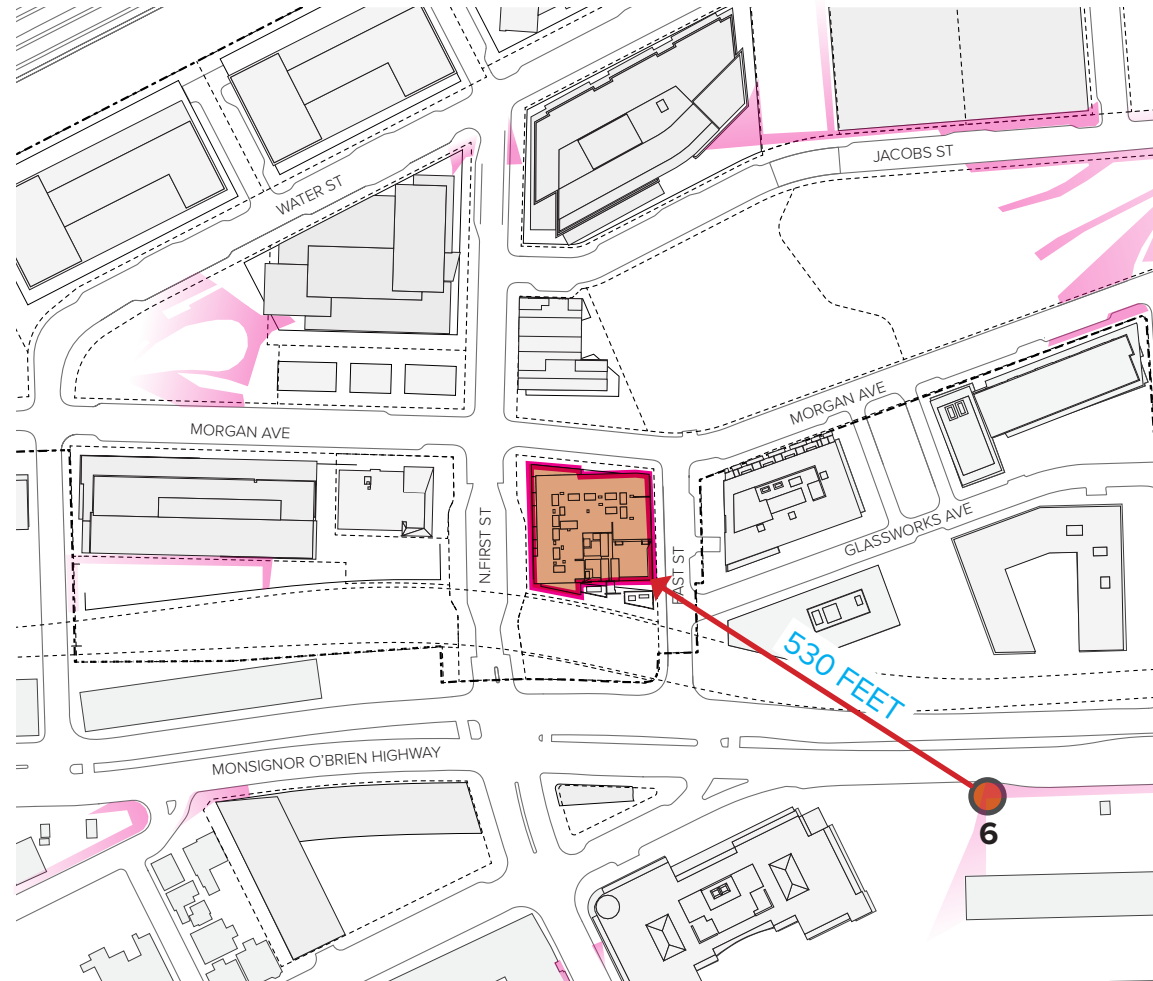 JACOBS ST
WATER ST
MORGAN AVE
MORGAN AVE
GLASSWORKS AVE
N.FIRST ST
EAST ST
530 FEET
MONSIGNOR O'BRIEN HIGHWAY
6